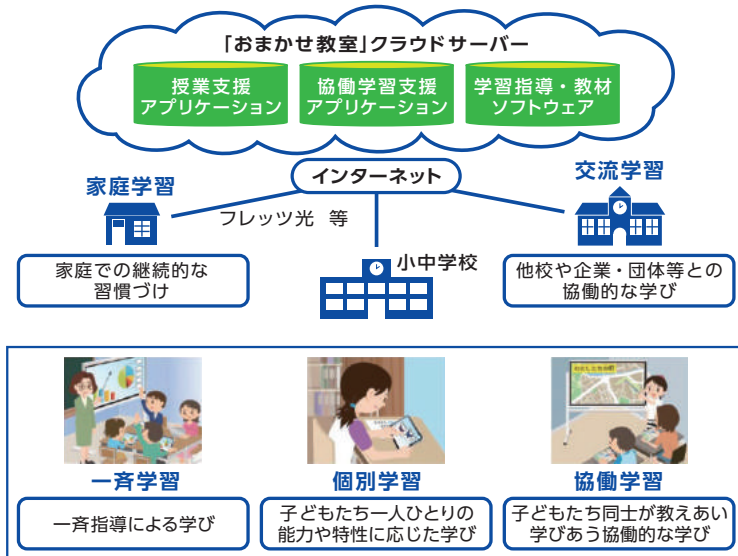 「おまかせ教室」クラウドサーバー
授業支援
アプリケーション
協働学習支援
アプリケーション
学習指導・教材
ソフトウェア
インターネット
家庭学習
交流学習
フレッツ光 等
家庭での継続的な
習慣づけ
小中学校
他校や企業・団体等との
協働的な学び
一斉学習
個別学習
協働学習
一斉指導による学び
子どもたち一人ひとりの
能力や特性に応じた学び
子どもたち同士が教えあい
学びあう協働的な学び